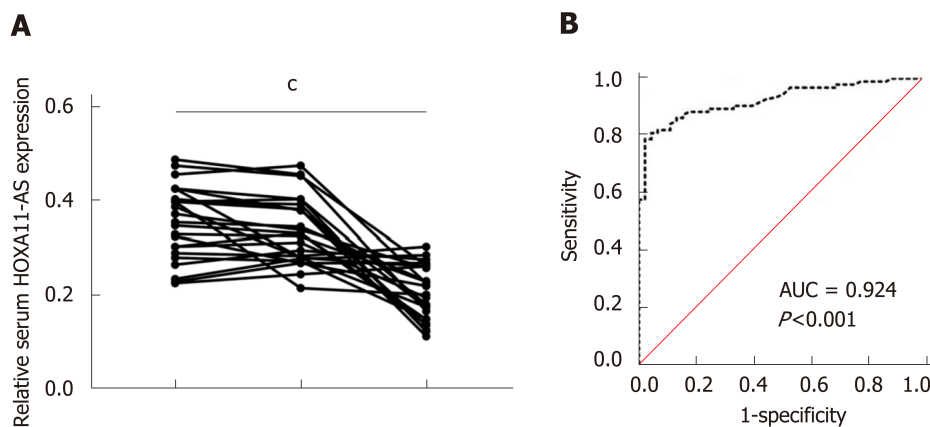 A
Relative serum HOXA11-AS expression
0.6
0.4
0.2
0.0
c
B
Sensitivity
1.0
0.8
0.6
0.4
0.2
0.0
AUC = 0.924
P<0.001
0.0 0.2 0.4 0.6 0.8 1.0
1-specificity